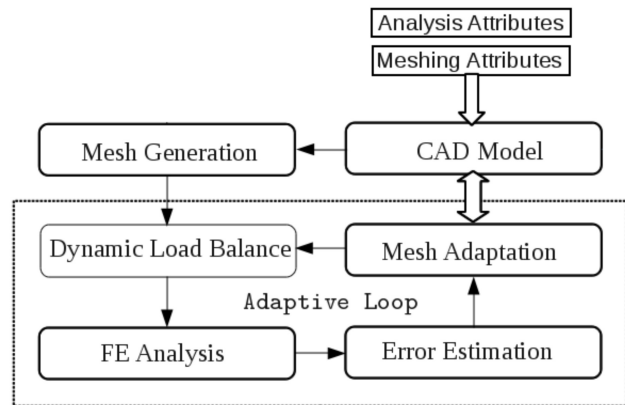 Analysis Attributes
Meshing Attributes
Mesh Generation
CAD Model
Dynamic Load Balance
Mesh Adaptation
Adaptive Loop
FE Analysis
Error Estimation